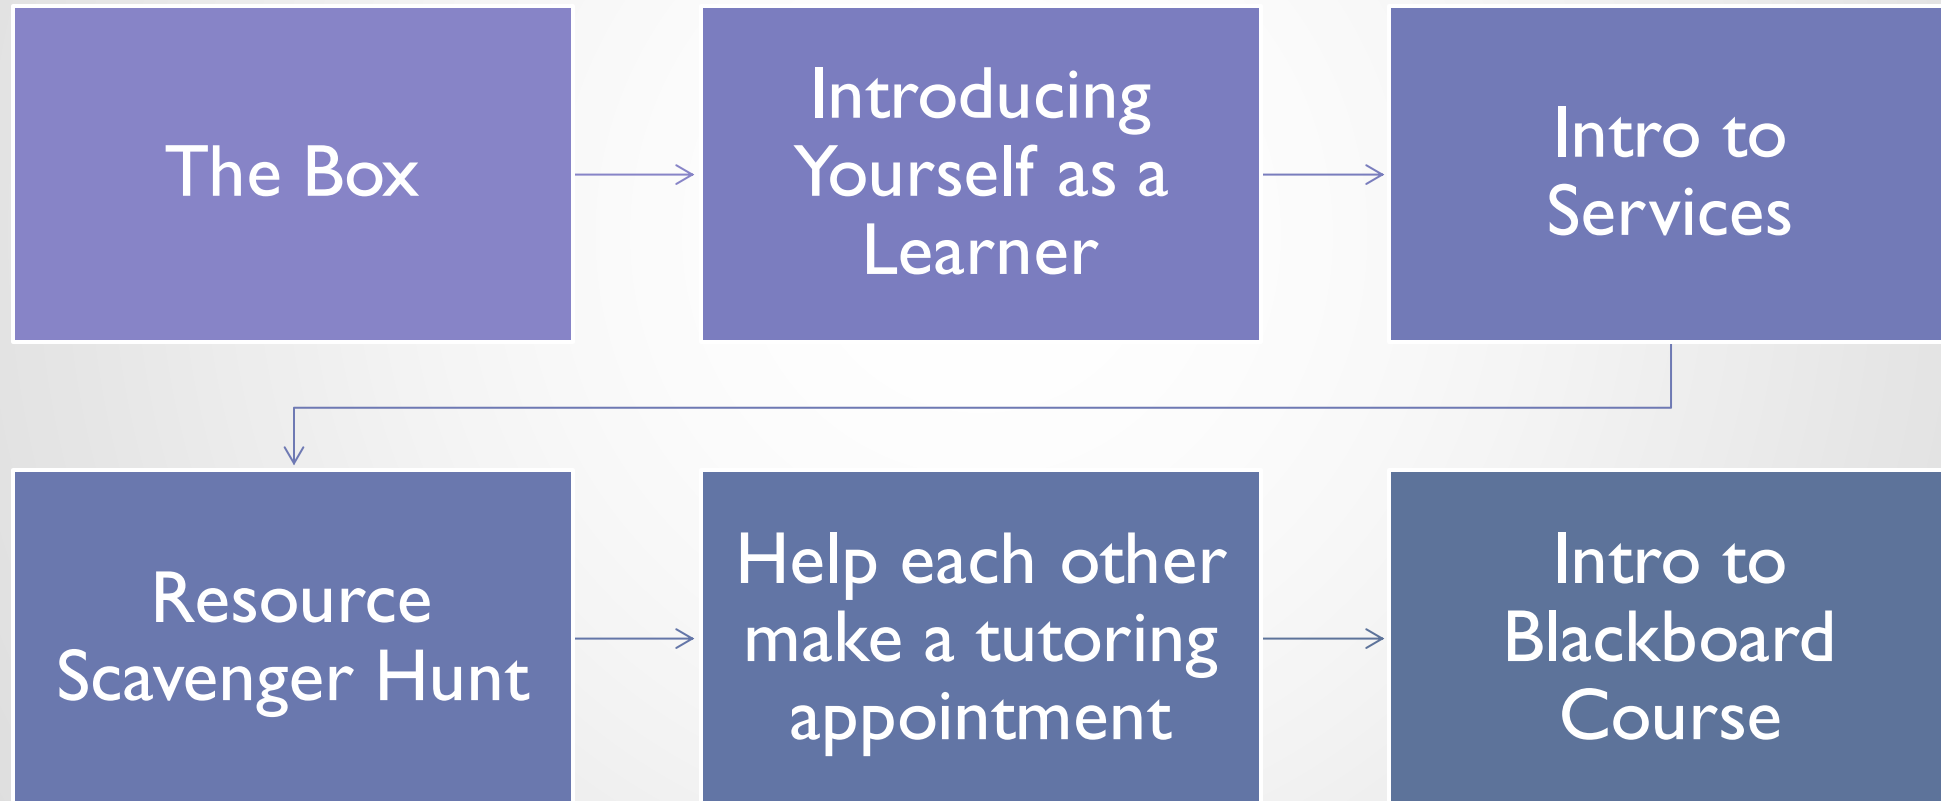 The Box
Introducing
Yourself as a
Learner
Intro to
Services
Resource
Scavenger Hunt
Help each other
make a tutoring
appointment
Intro to
Blackboard
Course